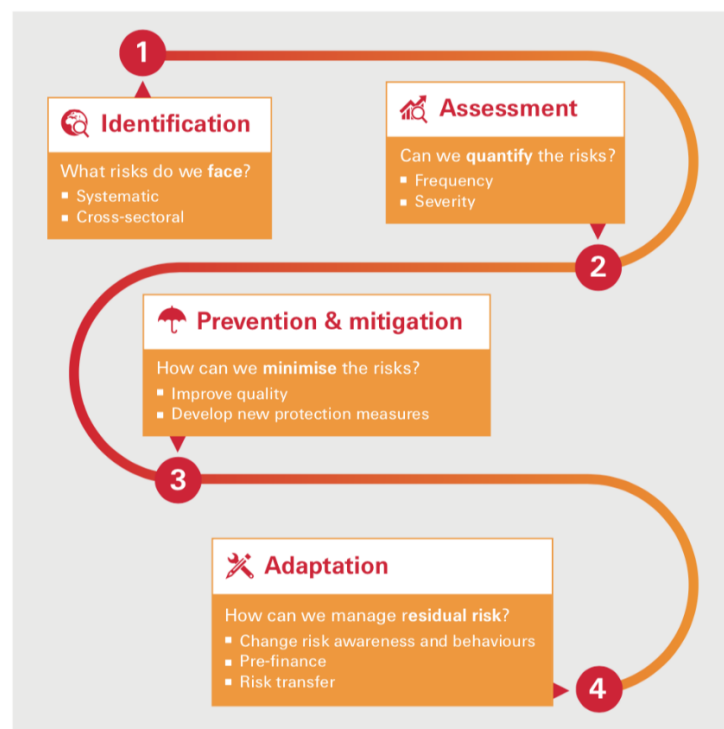 1
Identification
What risks do we face?
▪ Systematic
▪ Cross-sectoral
Assessment
Can we quantify the risks?
▪ Frequency
▪ Severity
2
Prevention & mitigation
How can we minimise the risks?
▪ Improve quality
▪ Develop new protection measures
3
Adaptation
How can we manage residual risk?
▪ Change risk awareness and behaviours
▪ Pre-finance
▪ Risk transfer
4